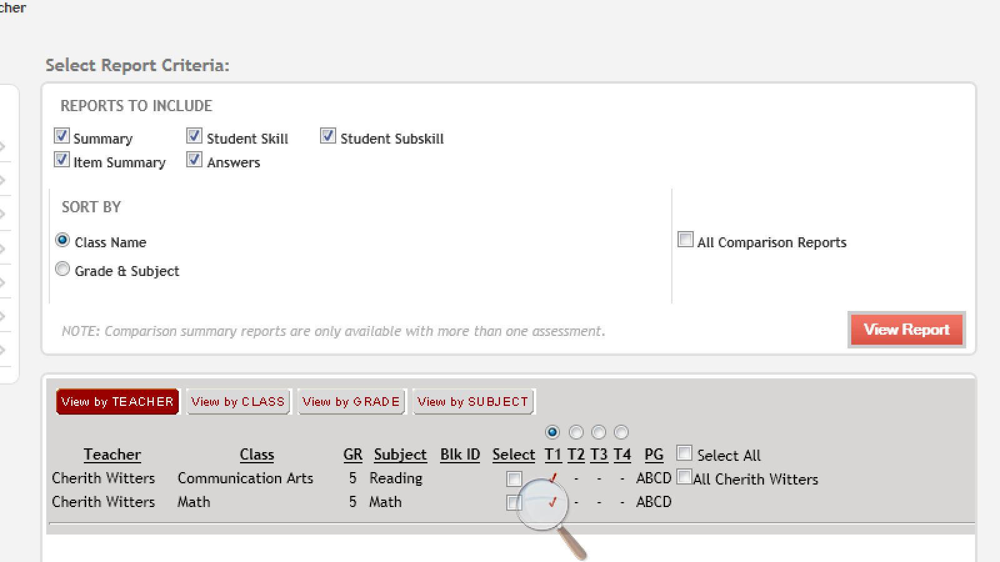 cher
Select Report Criteria:
REPORTS TO INCLUDE
Summary Student Skill Student Subskill
Item Summary Answers
SORT BY
Class Name
All Comparison Reports
Grade & Subject
NOTE: Comparison summary reports are only available with more than one assessment.
View Report
View by TEACHER View by CLASS View by GRADE View by SUBJECT
Teacher Class GR Subject Blk ID Select T1 T2 T3 T4 PG Select All
Cherith Witters Communication Arts 5 Reading - - - ABCD All Cherith Witters
Cherith Witters Math 5 Math - - - ABCD